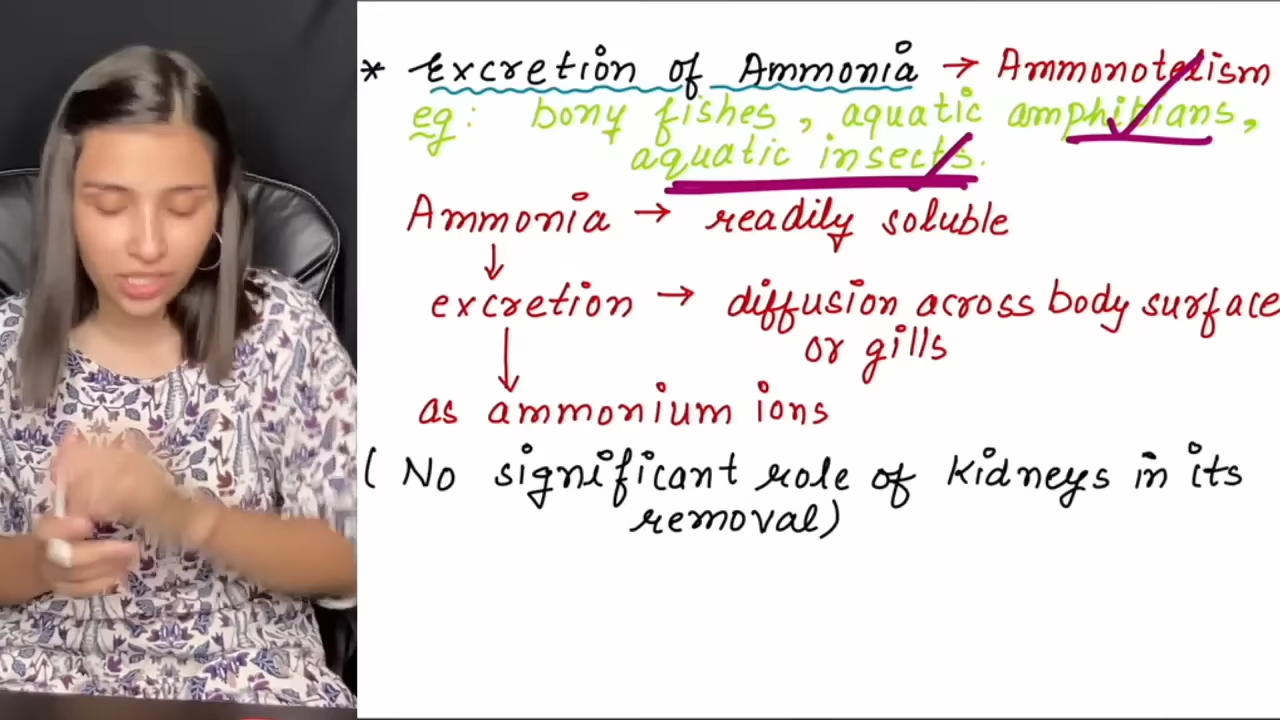 * Excretion of Ammonia → Ammonotelism
eg: bony fishes, aquatic amphibians,
aquatic insects.
Ammonia → readily soluble
↓
excretion → diffusion across body surface
or gills
↓
as ammonium ions
( No significant role of kidneys in its
removal)